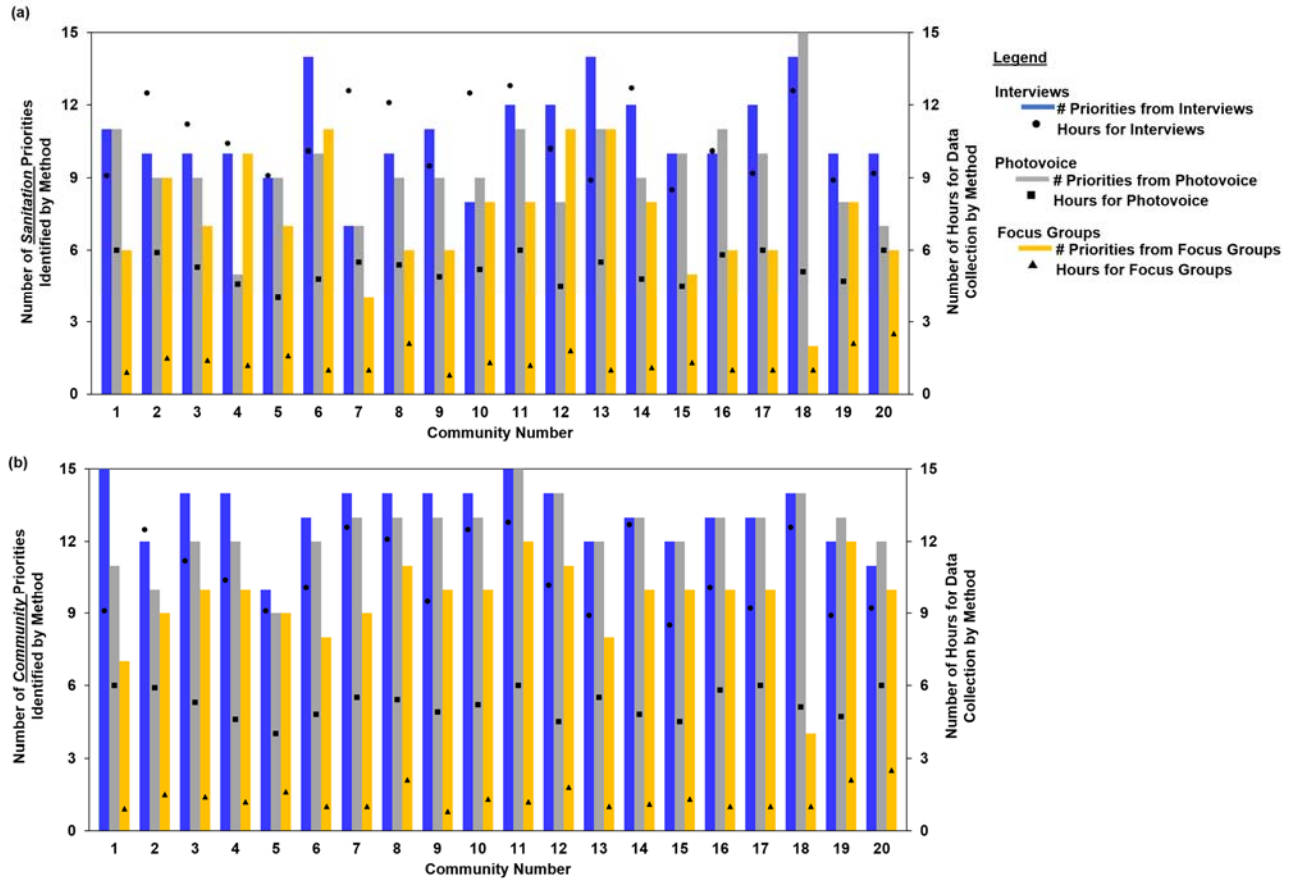 (a)
15
12
9
6
3
0
Number of Sanitation Priorities
Identified by Method
15
12
9
6
3
0
Number of Hours for Data
Collection by Method
1 2 3 4 5 6 7 8 9 10 11 12 13 14 15 16 17 18 19 20
Community Number
Legend
Interviews
# Priorities from Interviews
Hours for Interviews
Photovoice
# Priorities from Photovoice
Hours for Photovoice
Focus Groups
# Priorities from Focus Groups
Hours for Focus Groups
(b)
15
12
9
6
3
0
Number of Community Priorities
Identified by Method
15
12
9
6
3
0
Number of Hours for Data
Collection by Method
1 2 3 4 5 6 7 8 9 10 11 12 13 14 15 16 17 18 19 20
Community Number